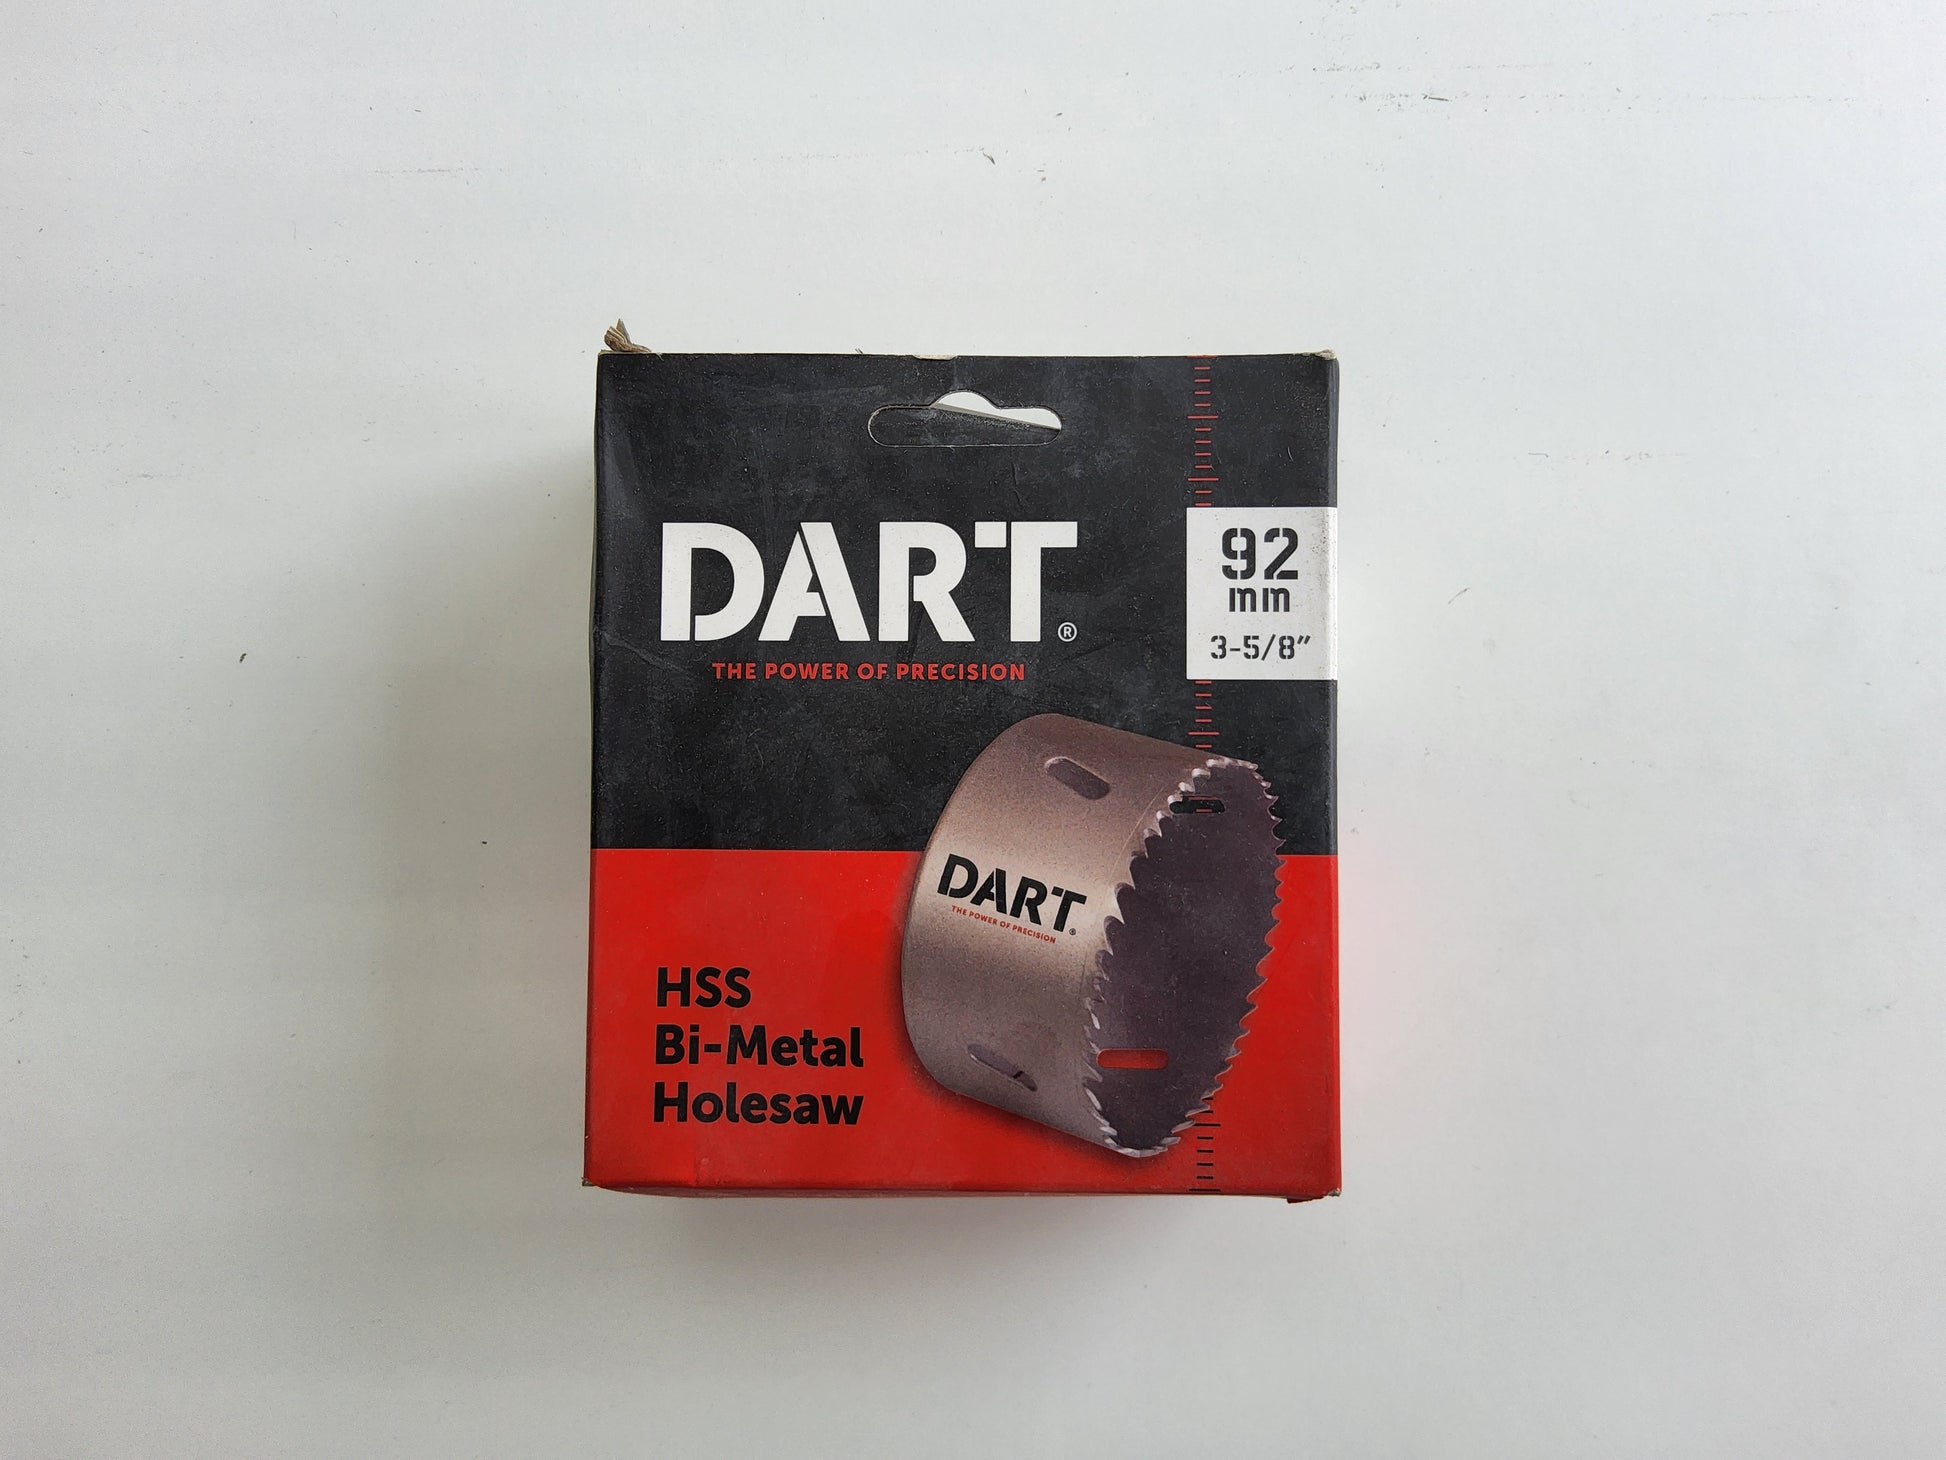 DART®
THE POWER OF PRECISION
92
mm
3-5/8"
DART®
THE POWER OF PRECISION
HSS
Bi-Metal
Holesaw